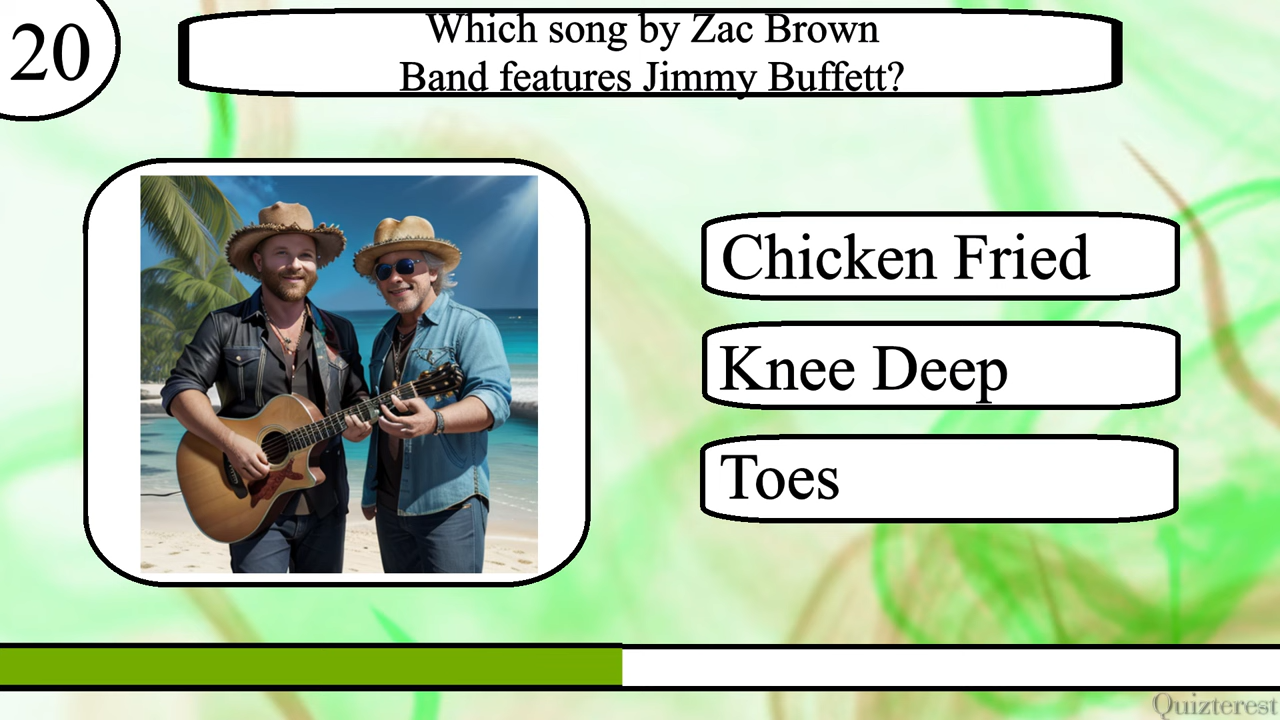 20
Which song by Zac Brown
Band features Jimmy Buffett?
Chicken Fried
Knee Deep
Toes
Quizterest